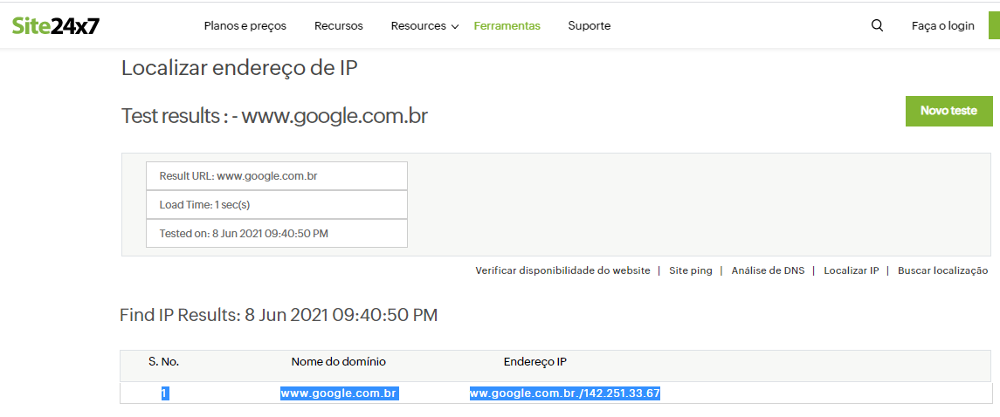 Site24x7 Planos e preços Recursos Resources Ferramentas Suporte Faça o login
Localizar endereço de IP
Test results : - www.google.com.br
Novo teste
Result URL: www.google.com.br
Load Time: 1 sec(s)
Tested on: 8 Jun 2021 09:40:50 PM
Verificar disponibilidade do website | Site ping | Análise de DNS | Localizar IP | Buscar localização
Find IP Results: 8 Jun 2021 09:40:50 PM
S. No. Nome do domínio Endereço IP
1 www.google.com.br ww.google.com.br./142.251.33.67